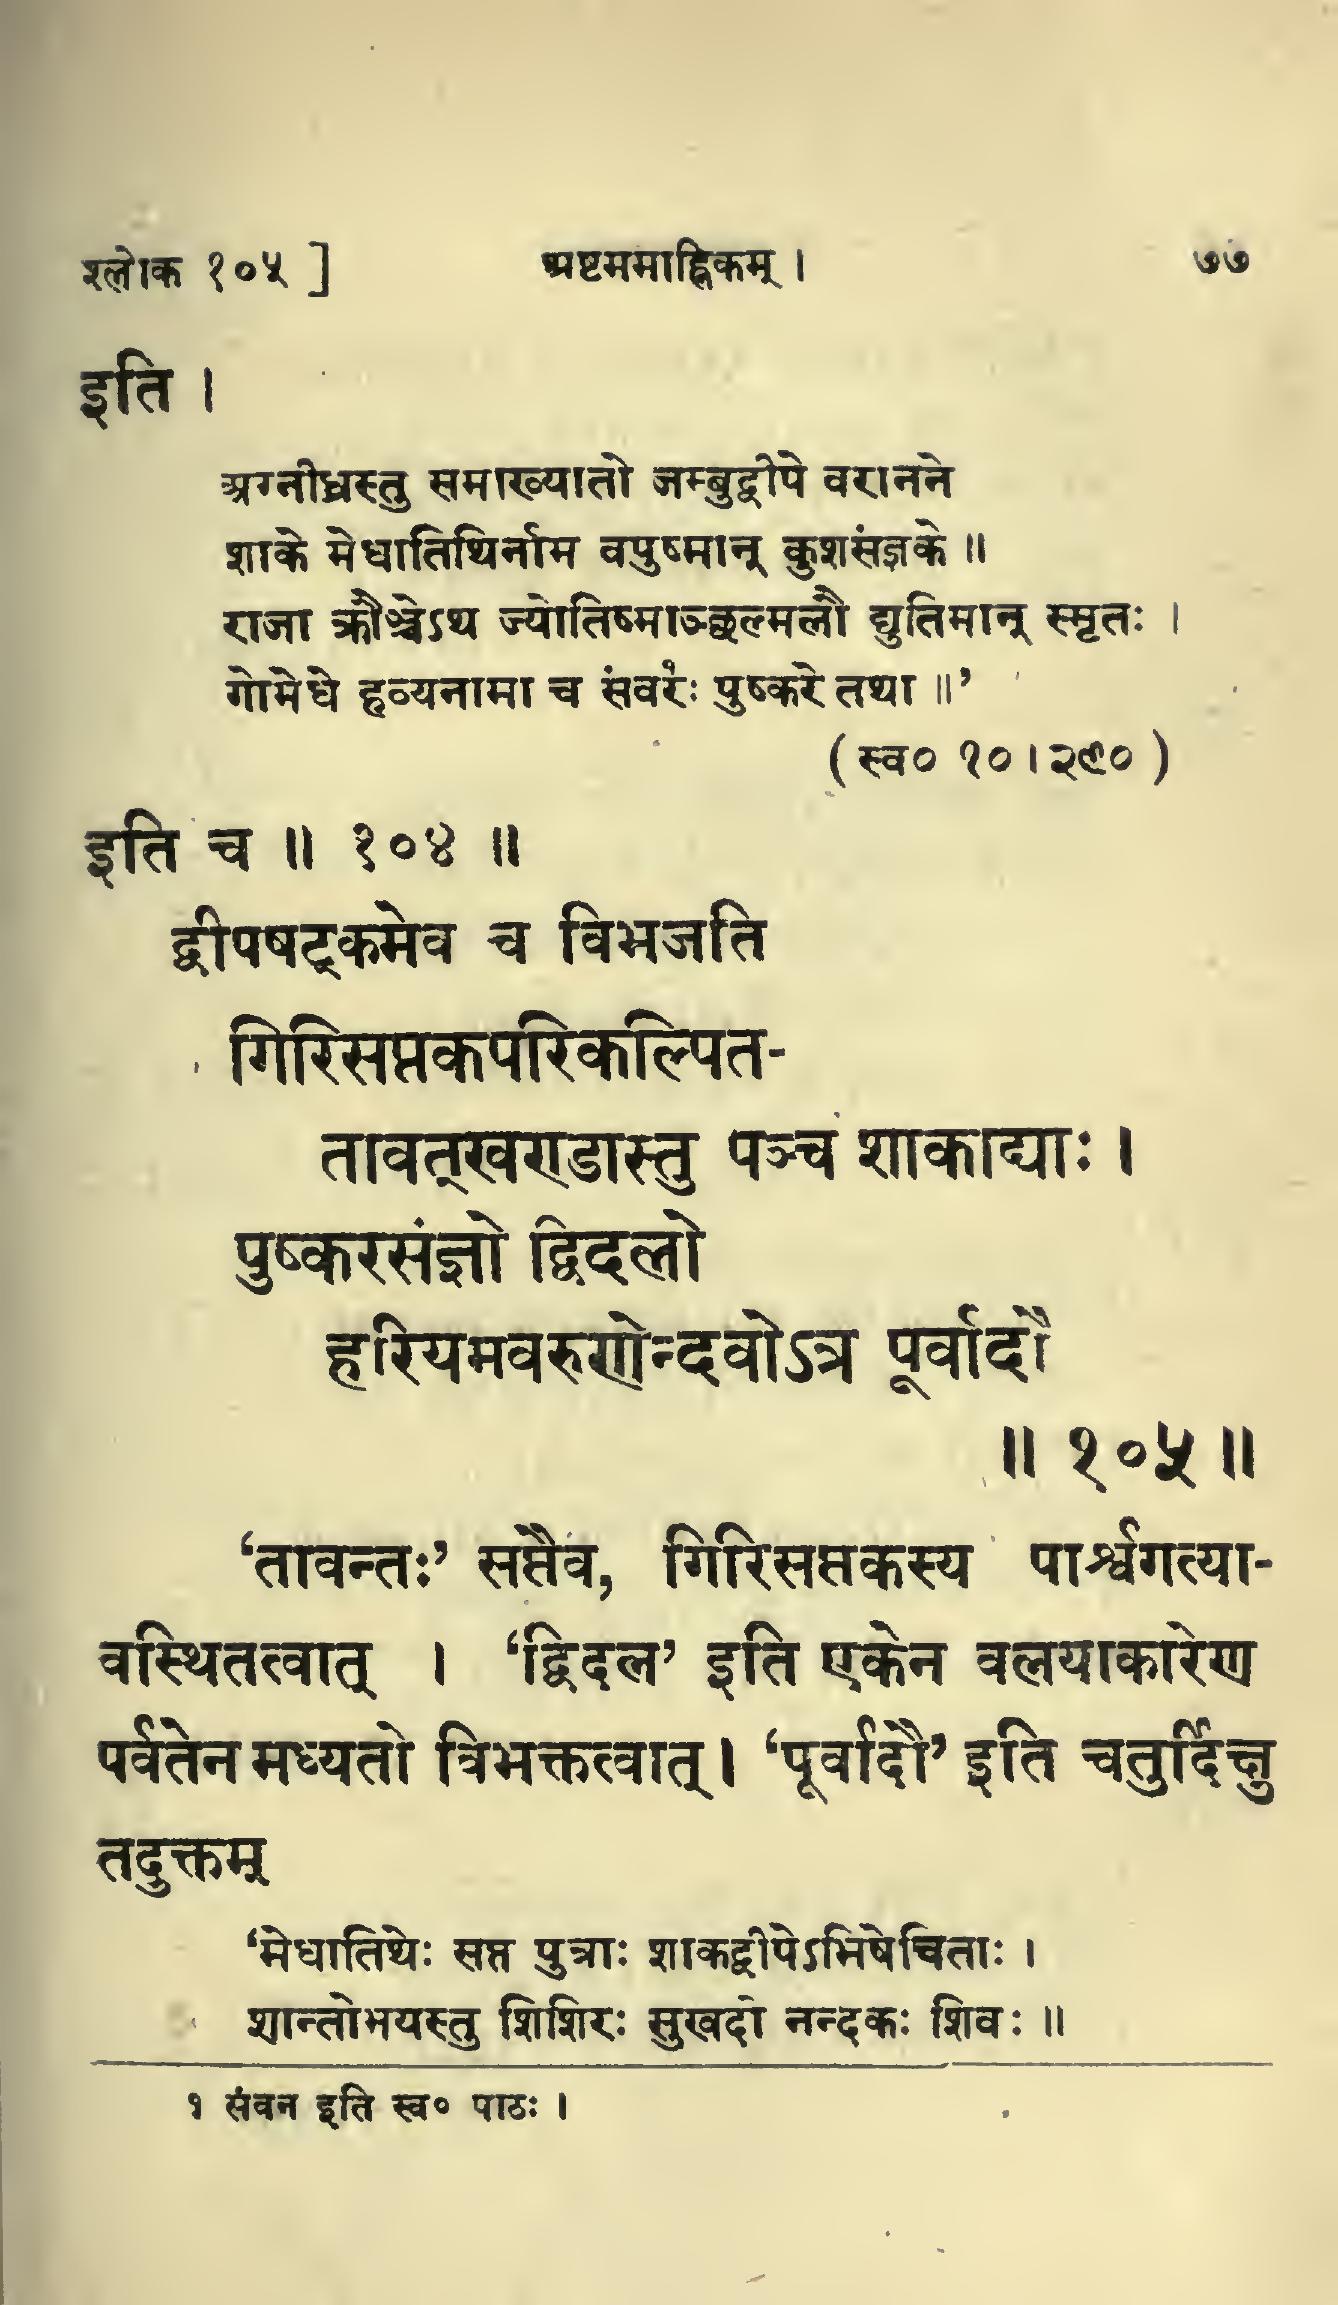 श्लोक १०५ ] अष्टममाह्निकम् । ७७
इति ।
अग्नीध्रस्तु समाख्यातो जम्बुद्वीपे वरानने
शाके मेधातिथिर्नाम वपुष्मान् कुशसंज्ञके ॥
राजा क्रौञ्चेऽथ ज्योतिष्माञ्छल्मलौ द्युतिमान् स्मृतः ।
गोमेधे हव्यनामा च संवरः१ पुष्करे तथा ॥’
( स्व० १० । २९० )
इति च ॥ १०४ ॥
द्वीपषट्कमेव च विभजति
गिरिसप्तकपरिकल्पित-
तावत्खण्डास्तु पञ्च शाकाद्याः ।
पुष्करसंज्ञो द्विदलो
हरियमवरुणेन्दवोऽत्र पूर्वादौ
॥ १०५ ॥
‘तावन्तः’ सप्तैव, गिरिसप्तकस्य पार्श्वगत्या-
वस्थितत्वात् । ‘द्विदल’ इति एकेन वलयाकारेण
पर्वतेन मध्यतो त्रिभक्तत्वात् । ‘पूर्वादौ’ इति चतुर्दिक्षु
तदुक्तम्
‘मेधातिथेः सप्त पुत्राः शाकद्वीपेऽभिषेचिताः ।
शान्तोभयस्तु शिशिरः सुखदो नन्दकः शिवः ॥
१ संवन इति स्व० पाठः ।